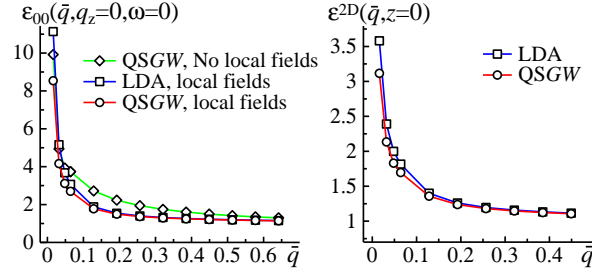 ε₀₀(q̄,q_z=0,ω=0)
10
8
6
4
2
0
QSGW, No local fields
LDA, local fields
QSGW, local fields
0 0.1 0.2 0.3 0.4 0.5 0.6 q̄
ε²ᴰ(q̄,z=0)
3.5
3
2.5
2
1.5
1
LDA
QSGW
0 0.1 0.2 0.3 0.4 q̄